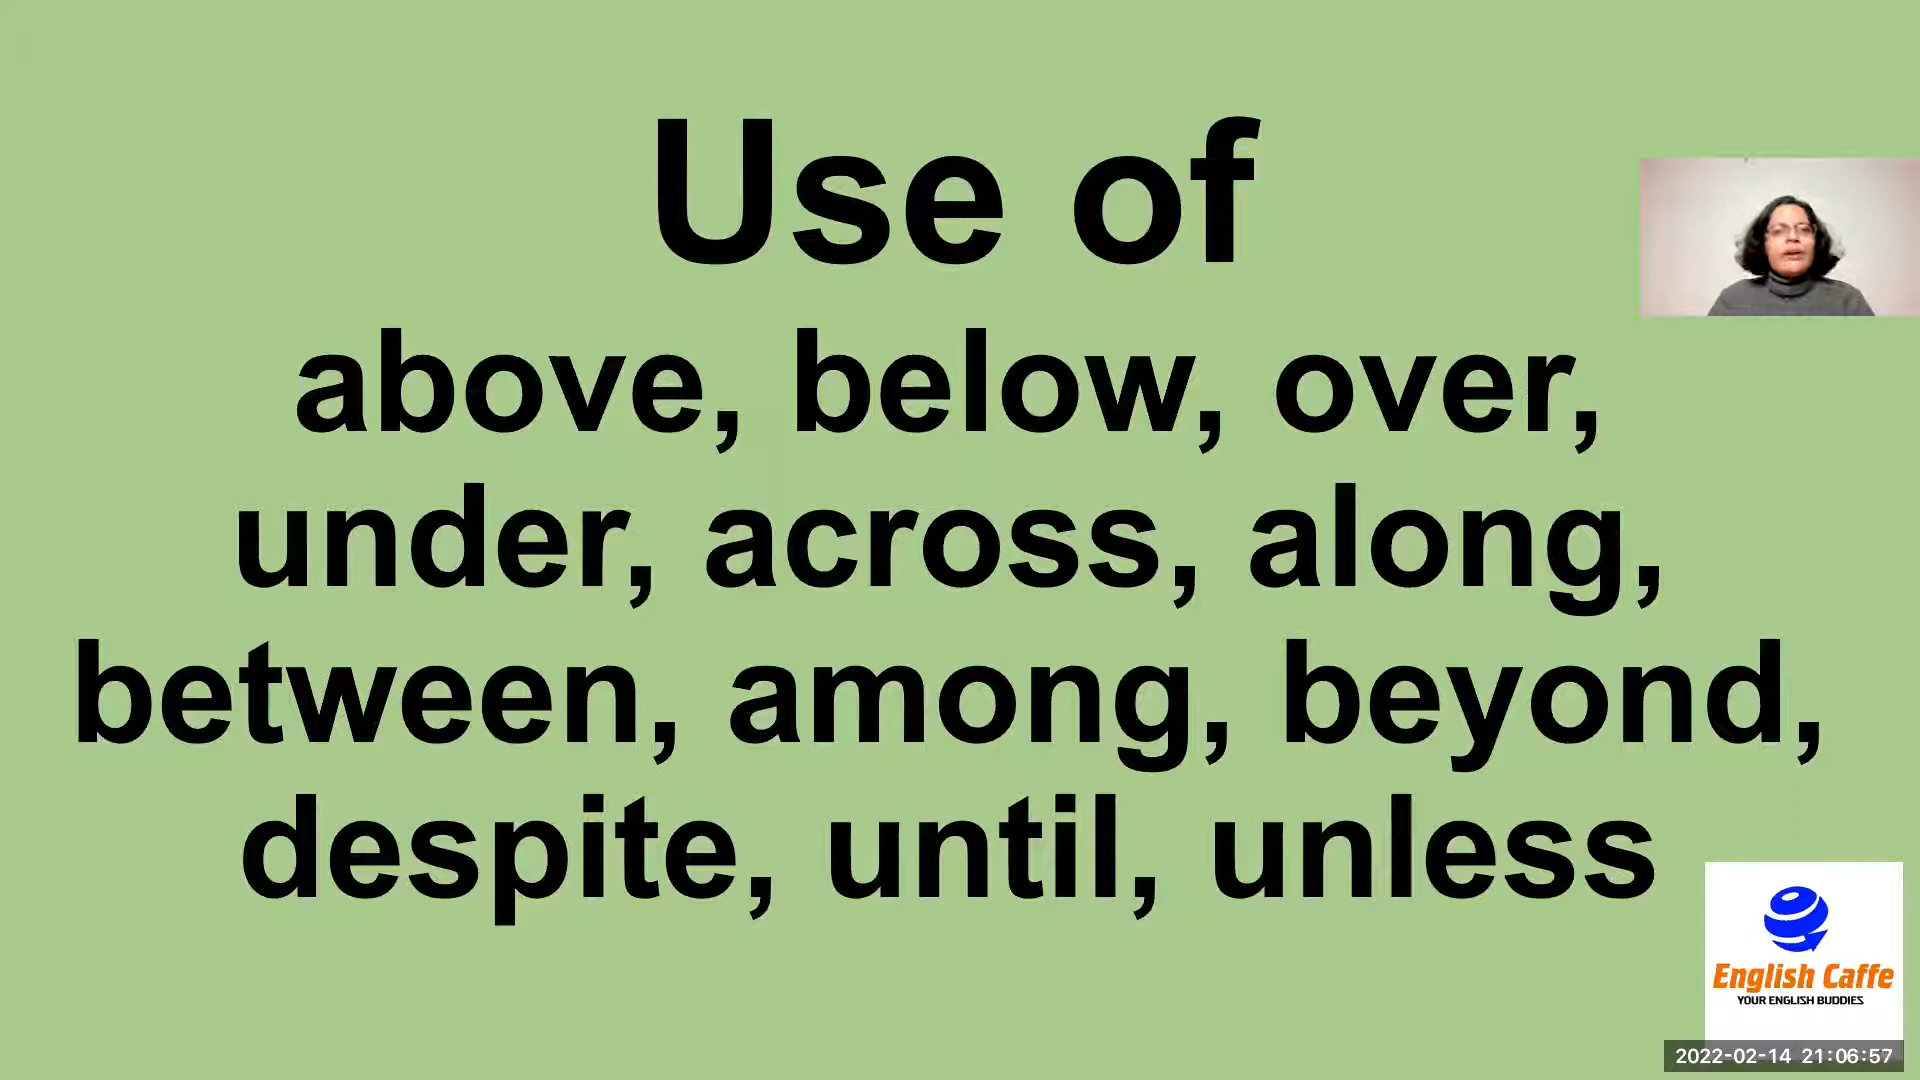 Use of
above, below, over,
under, across, along,
between, among, beyond,
despite, until, unless
English Caffe
YOUR ENGLISH BUDDIES
2022-02-14 21:06:57